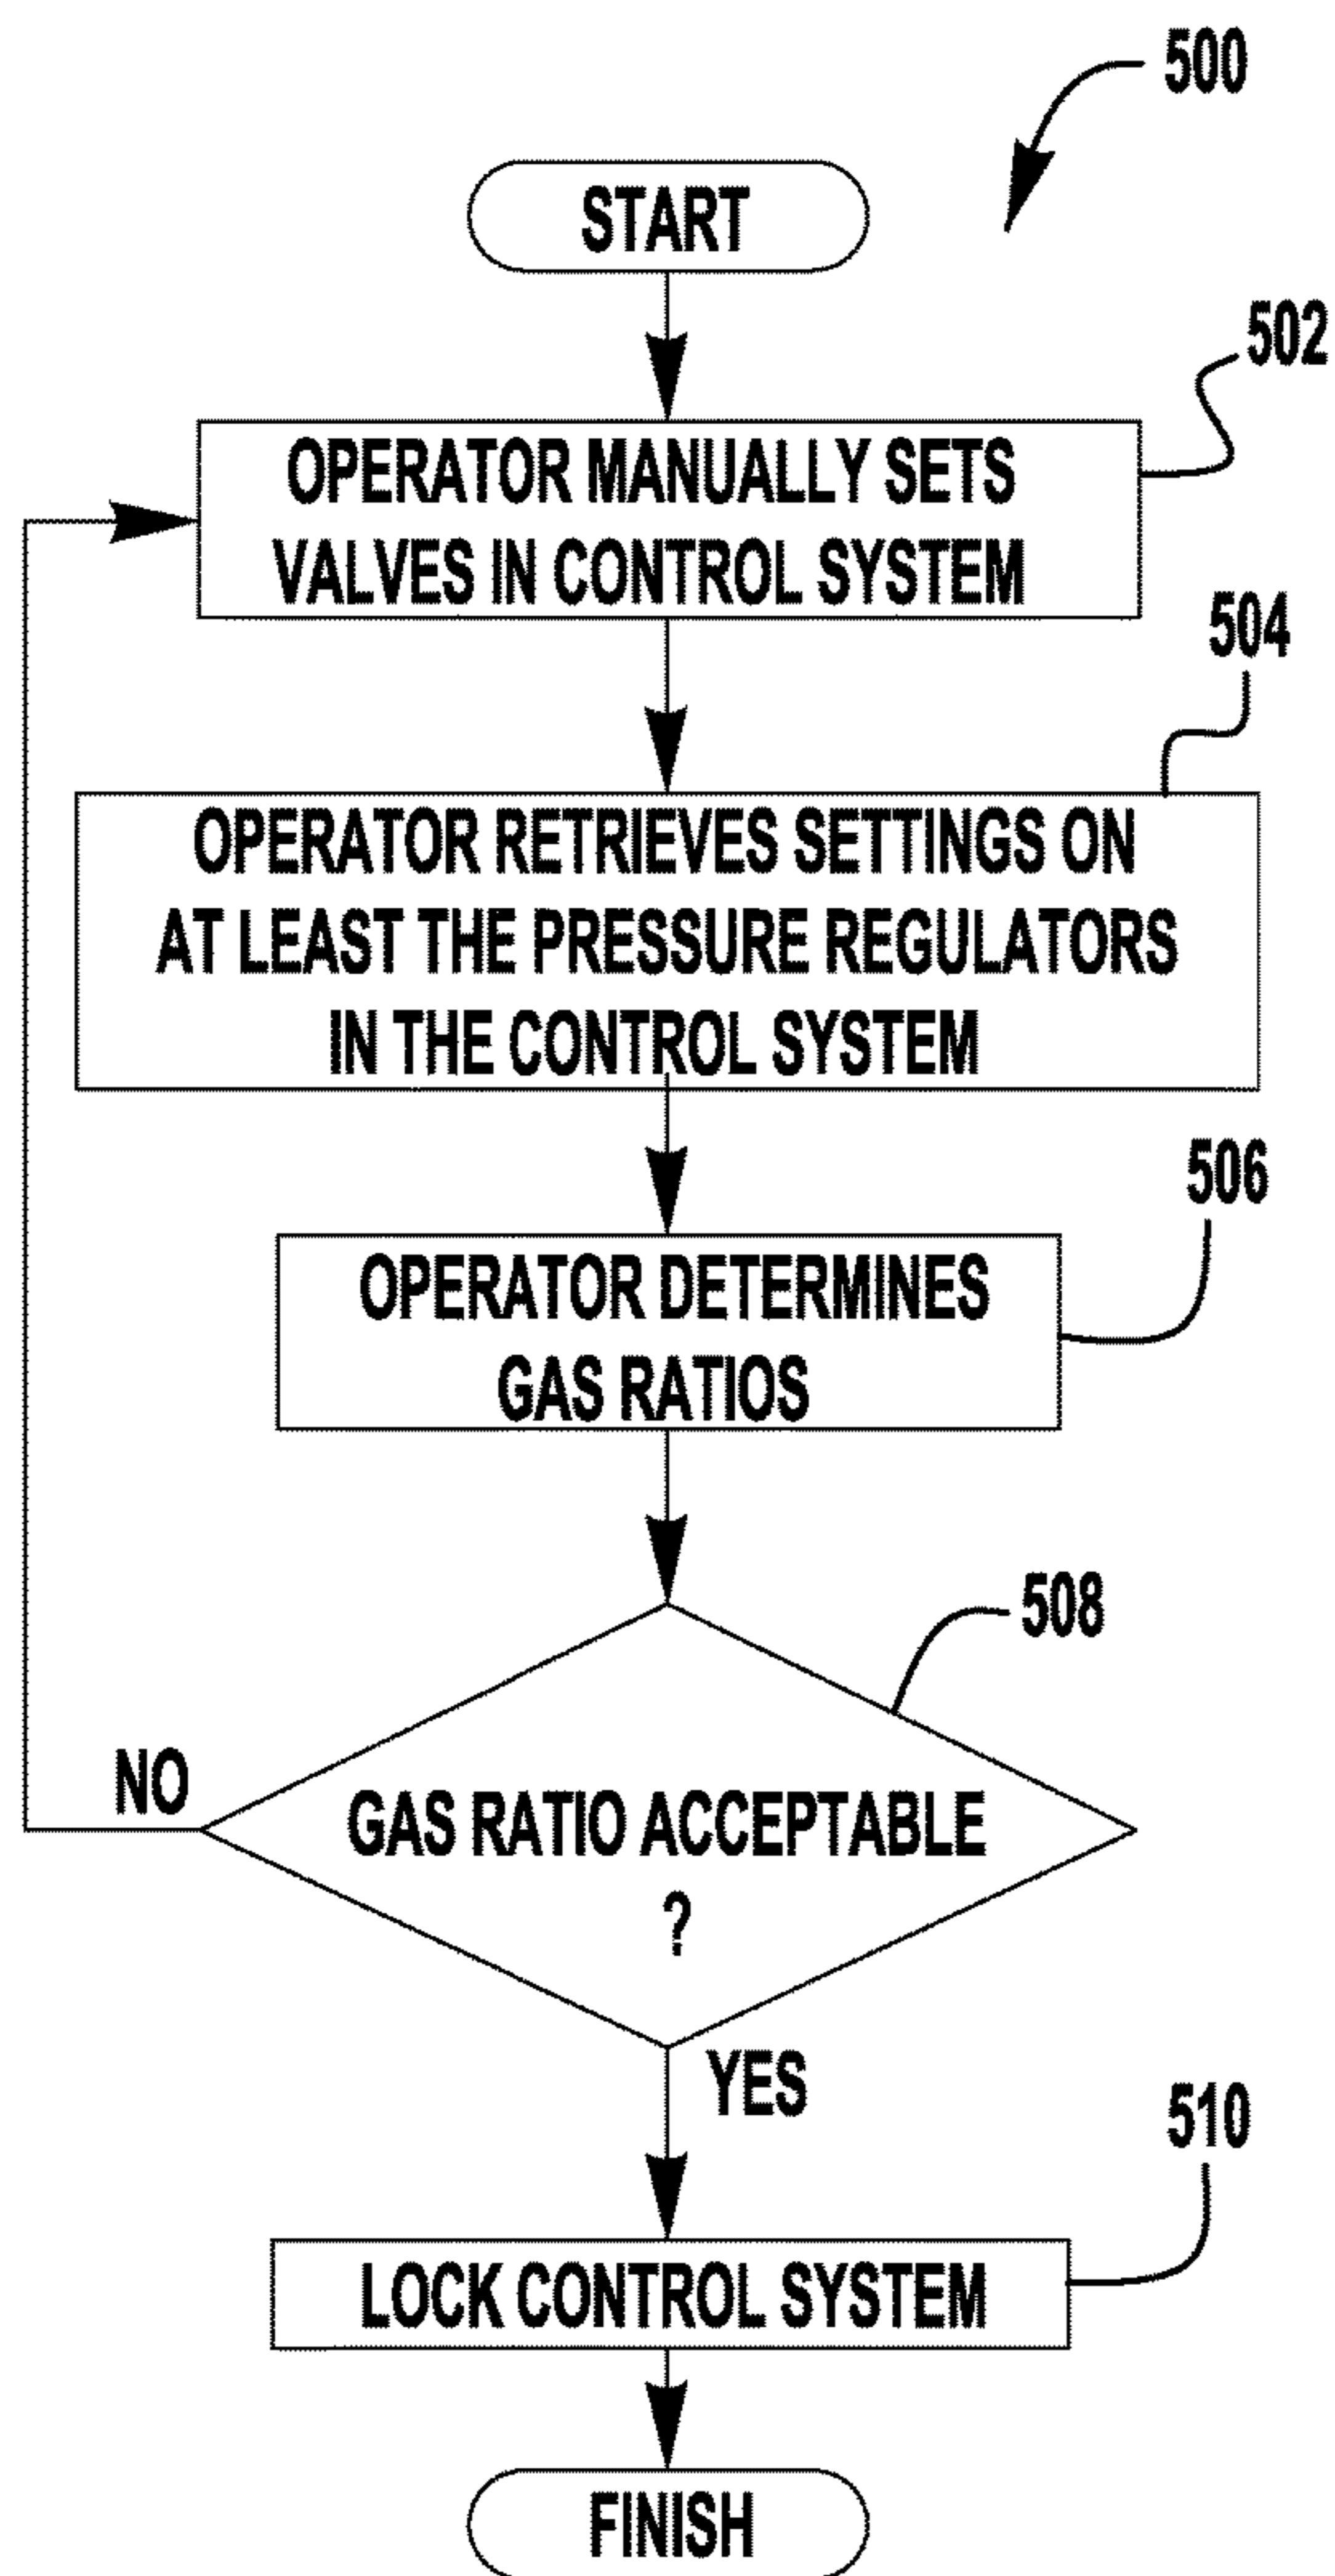 500
START
502
OPERATOR MANUALLY SETS
VALVES IN CONTROL SYSTEM
504
OPERATOR RETRIEVES SETTINGS ON
AT LEAST THE PRESSURE REGULATORS
IN THE CONTROL SYSTEM
506
OPERATOR DETERMINES
GAS RATIOS
508
NO
GAS RATIO ACCEPTABLE
?
YES
510
LOCK CONTROL SYSTEM
FINISH